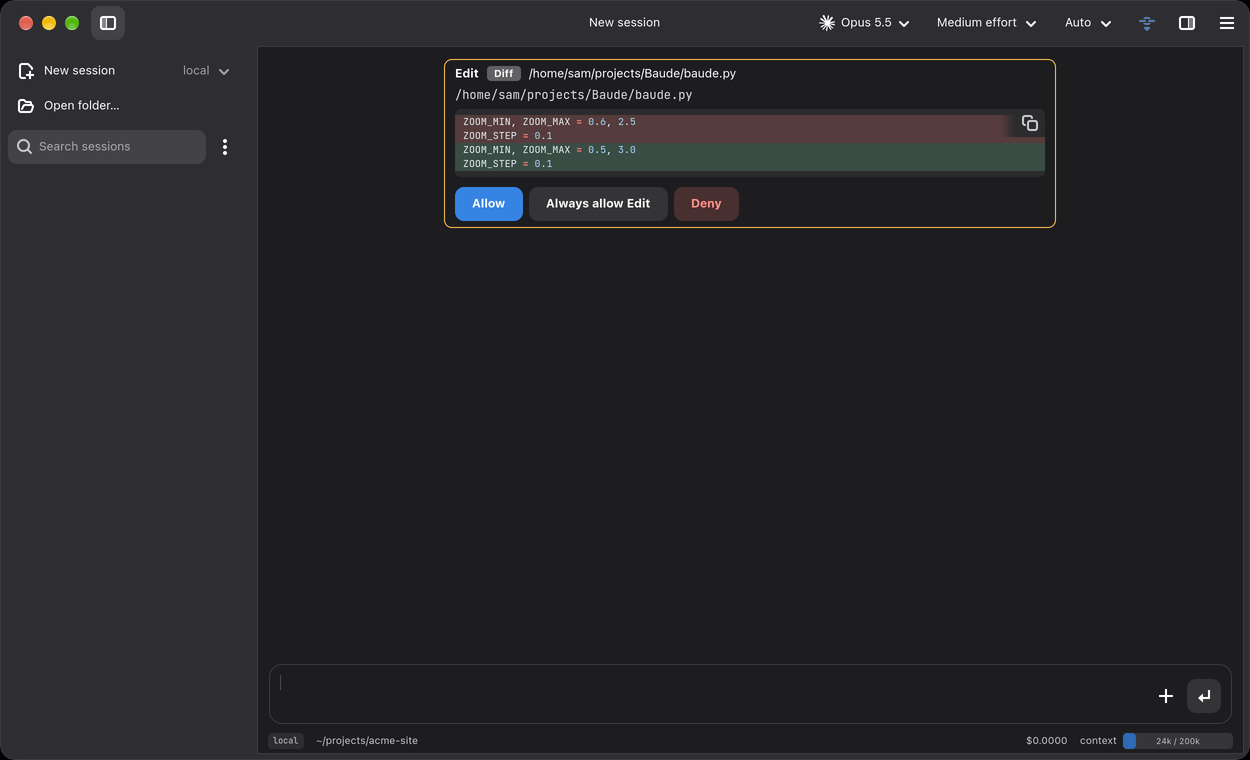 New session
Opus 5.5
Medium effort
Auto
New session
local
Open folder...
Search sessions
Edit Diff /home/sam/projects/Baude/baude.py
/home/sam/projects/Baude/baude.py
ZOOM_MIN, ZOOM_MAX = 0.6, 2.5
ZOOM_STEP = 0.1
ZOOM_MIN, ZOOM_MAX = 0.5, 3.0
ZOOM_STEP = 0.1
Allow
Always allow Edit
Deny
local
~/projects/acme-site
$0.0000
context
24k / 200k